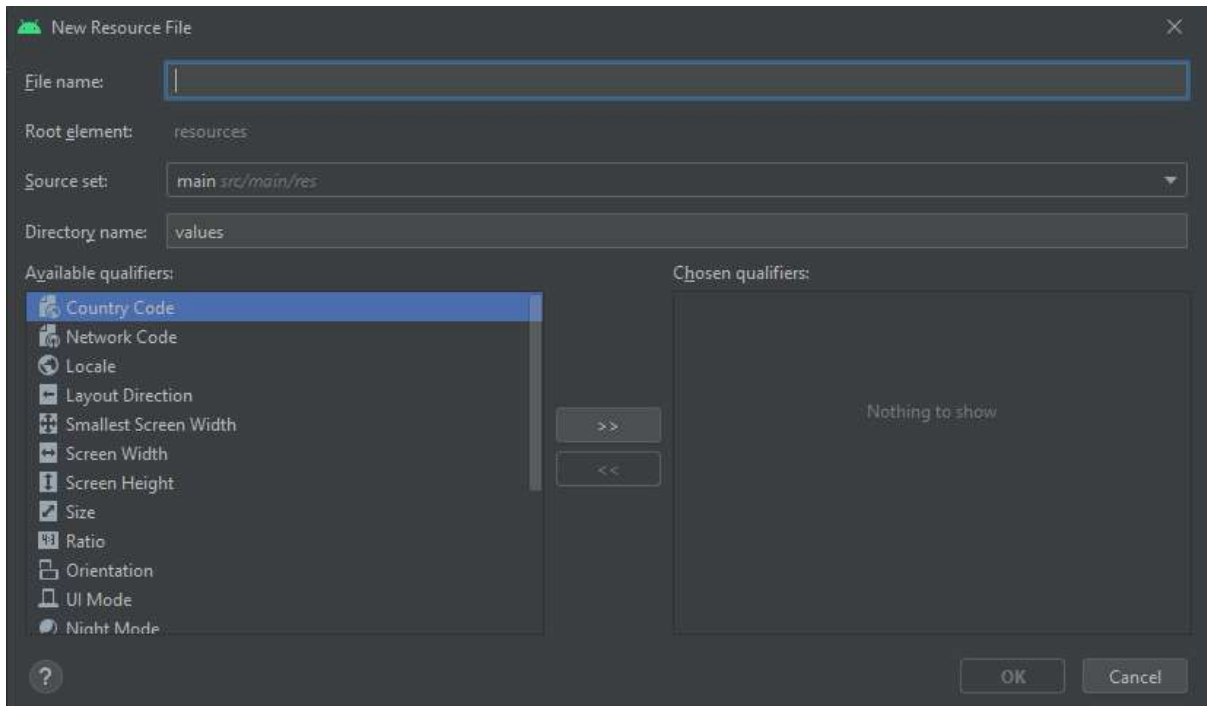 New Resource File
File name:
Root element: resources
Source set: main src/main/res
Directory name: values
Available qualifiers:
Chosen qualifiers:
Country Code
Network Code
Locale
Layout Direction
Smallest Screen Width
Screen Width
Screen Height
Size
Ratio
Orientation
UI Mode
Night Mode
>>
<<
Nothing to show
?
OK
Cancel